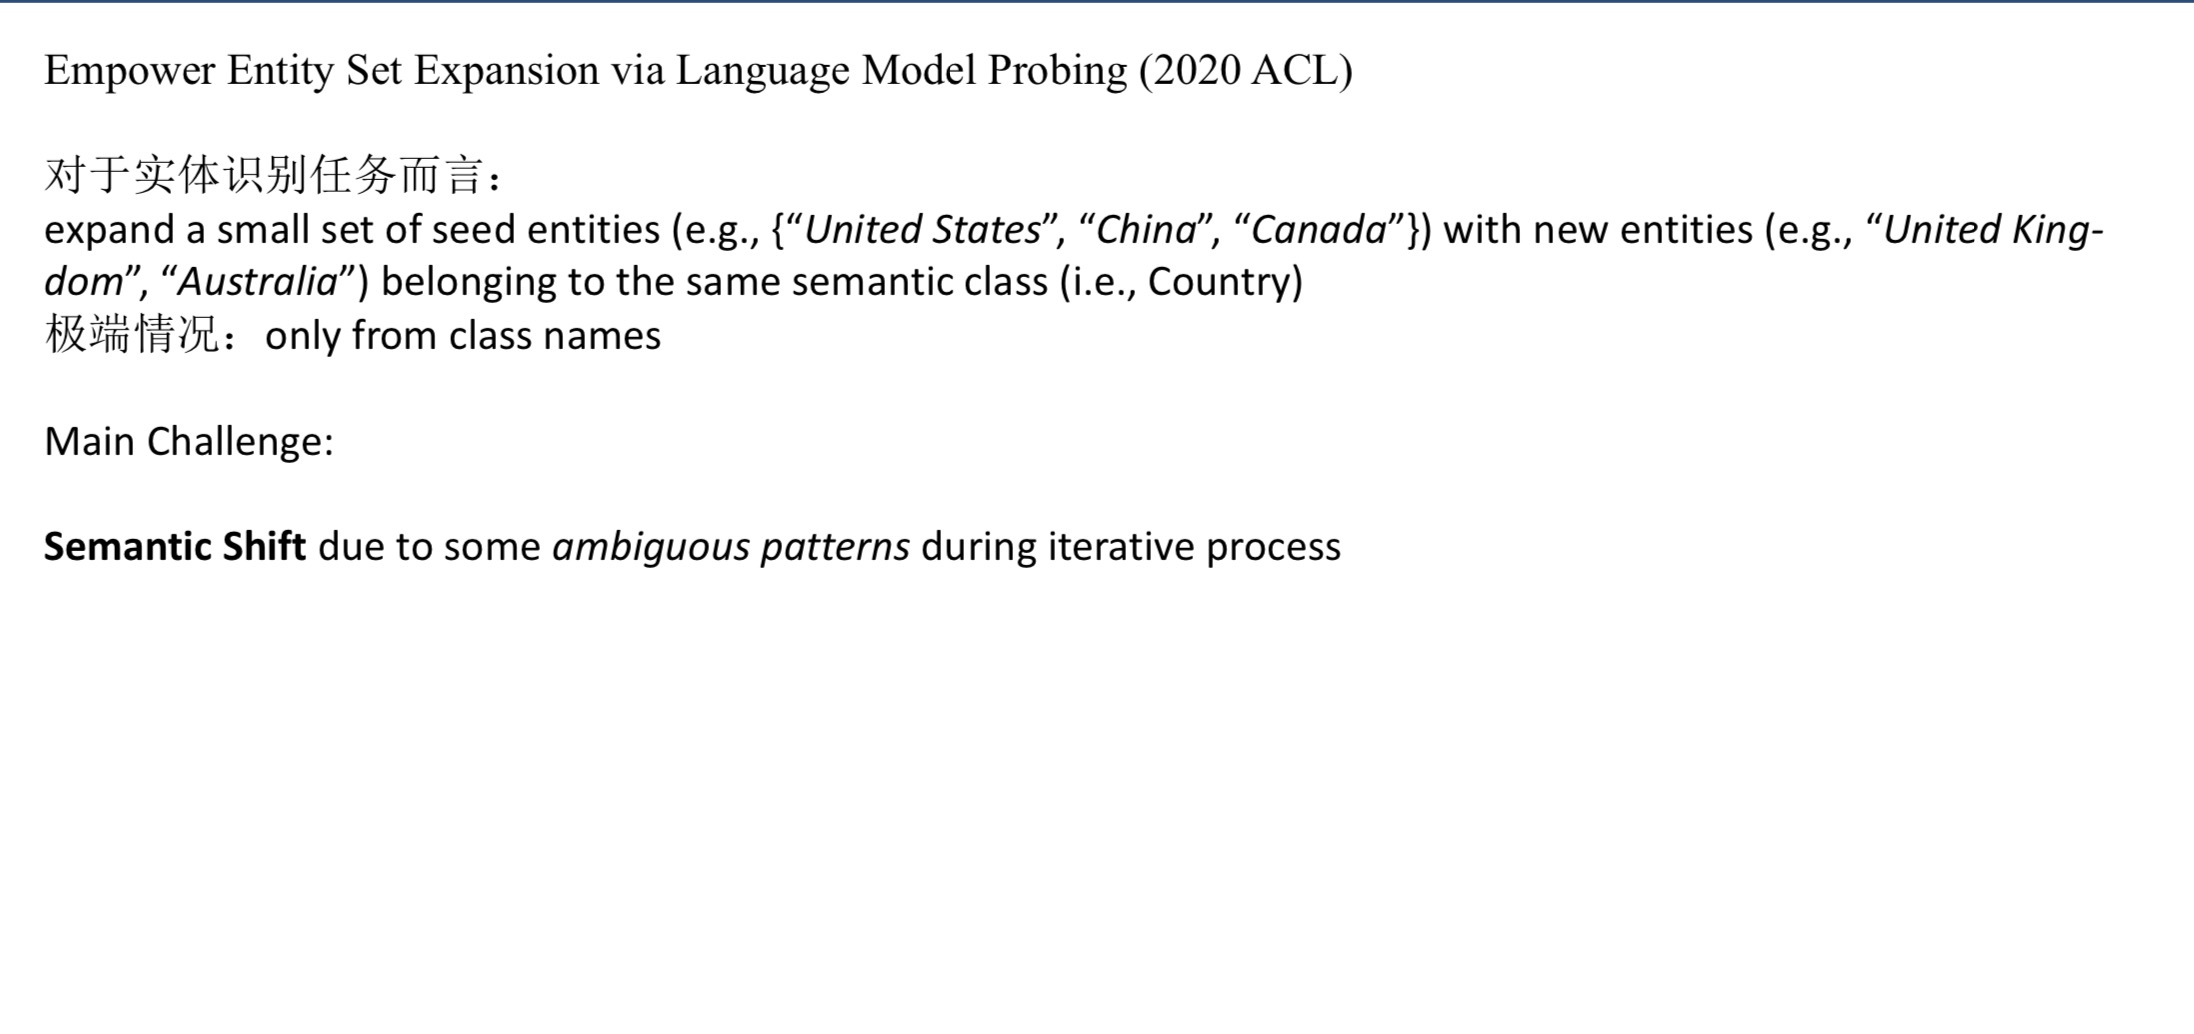 Empower Entity Set Expansion via Language Model Probing (2020 ACL)
对于实体识别任务而言：
expand a small set of seed entities (e.g., {“United States”, “China”, “Canada”}) with new entities (e.g., “United King-
dom”, “Australia”) belonging to the same semantic class (i.e., Country)
极端情况：only from class names
Main Challenge:
Semantic Shift due to some ambiguous patterns during iterative process